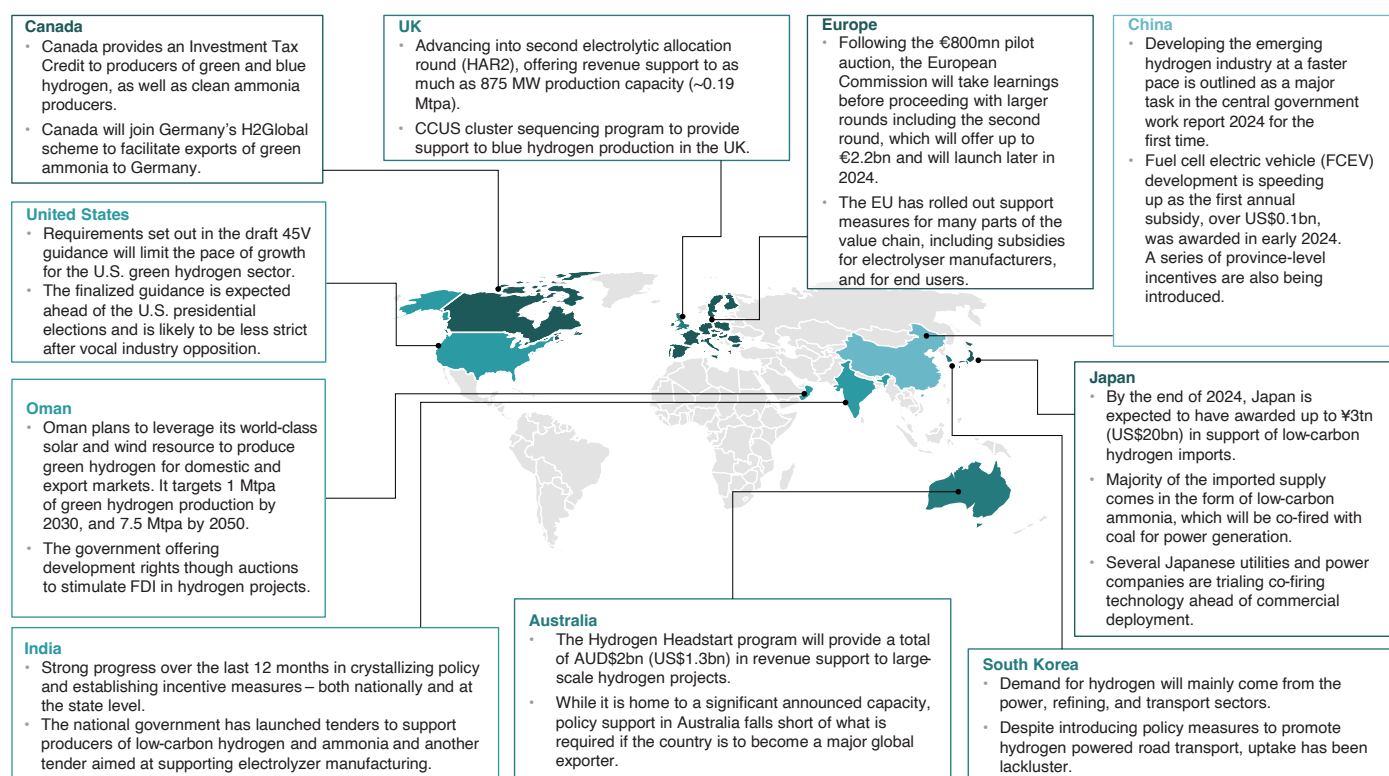 Canada
• Canada provides an Investment Tax
Credit to producers of green and blue
hydrogen, as well as clean ammonia
producers.
• Canada will join Germany's H2Global
scheme to facilitate exports of green
ammonia to Germany.
UK
• Advancing into second electrolytic allocation
round (HAR2), offering revenue support to as
much as 875 MW production capacity (~0.19
Mtpa).
• CCUS cluster sequencing program to provide
support to blue hydrogen production in the UK.
Europe
• Following the €800mn pilot
auction, the European
Commission will take learnings
before proceeding with larger
rounds including the second
round, which will offer up to
€2.2bn and will launch later in
2024.
• The EU has rolled out support
measures for many parts of the
value chain, including subsidies
for electrolyser manufacturers,
and for end users.
China
• Developing the emerging
hydrogen industry at a faster
pace is outlined as a major
task in the central government
work report 2024 for the
first time.
• Fuel cell electric vehicle (FCEV)
development is speeding
up as the first annual
subsidy, over US$0.1bn,
was awarded in early 2024.
A series of province-level
incentives are also being
introduced.
United States
• Requirements set out in the draft 45V
guidance will limit the pace of growth
for the U.S. green hydrogen sector.
• The finalized guidance is expected
ahead of the U.S. presidential
elections and is likely to be less strict
after vocal industry opposition.
Oman
• Oman plans to leverage its world-class
solar and wind resource to produce
green hydrogen for domestic and
export markets. It targets 1 Mtpa
of green hydrogen production by
2030, and 7.5 Mtpa by 2050.
• The government offering
development rights though auctions
to stimulate FDI in hydrogen projects.
Japan
• By the end of 2024, Japan is
expected to have awarded up to ¥3tn
(US$20bn) in support of low-carbon
hydrogen imports.
• Majority of the imported supply
comes in the form of low-carbon
ammonia, which will be co-fired with
coal for power generation.
• Several Japanese utilities and power
companies are trialing co-firing
technology ahead of commercial
deployment.
India
• Strong progress over the last 12 months in crystallizing policy
and establishing incentive measures – both nationally and at
the state level.
• The national government has launched tenders to support
producers of low-carbon hydrogen and ammonia and another
tender aimed at supporting electrolyzer manufacturing.
Australia
• The Hydrogen Headstart program will provide a total
of AUD$2bn (US$1.3bn) in revenue support to large-
scale hydrogen projects.
• While it is home to a significant announced capacity,
policy support in Australia falls short of what is
required if the country is to become a major global
exporter.
South Korea
• Demand for hydrogen will mainly come from the
power, refining, and transport sectors.
• Despite introducing policy measures to promote
hydrogen powered road transport, uptake has been
lackluster.